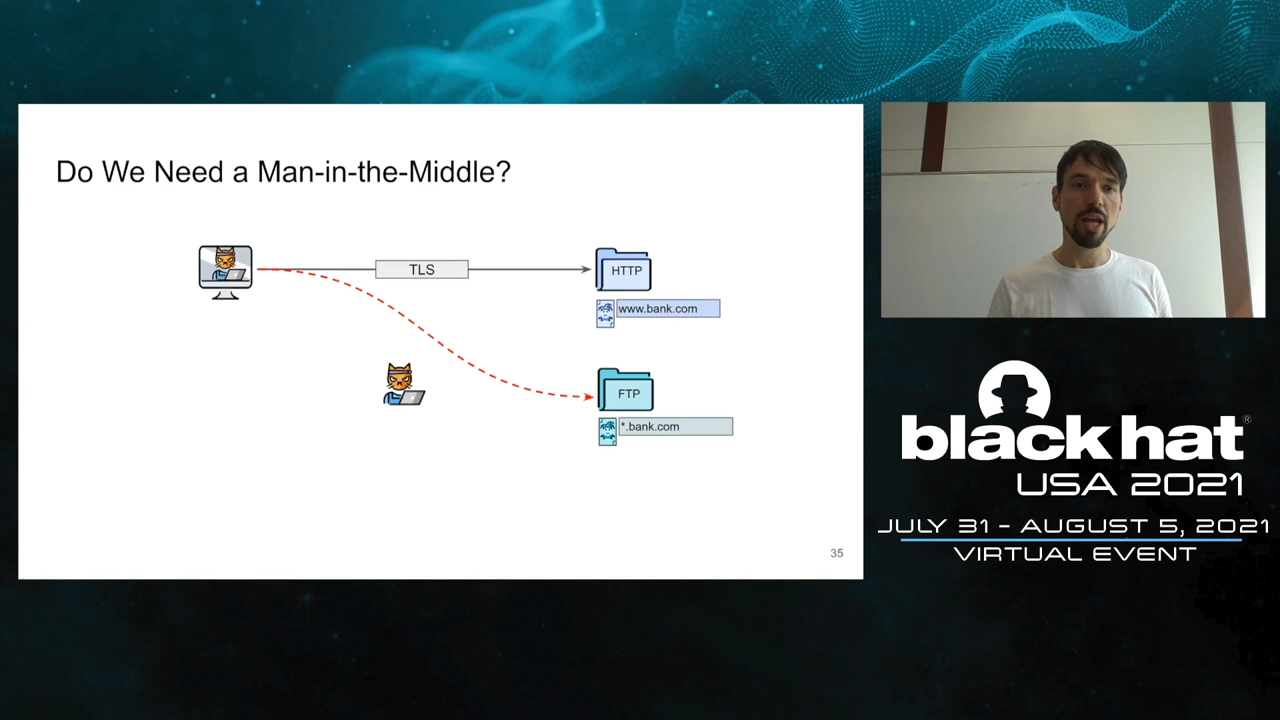 Do We Need a Man-in-the-Middle?
TLS
HTTP
www.bank.com
FTP
*.bank.com
35
black hat®
USA 2021
JULY 31 - AUGUST 5, 2021
VIRTUAL EVENT